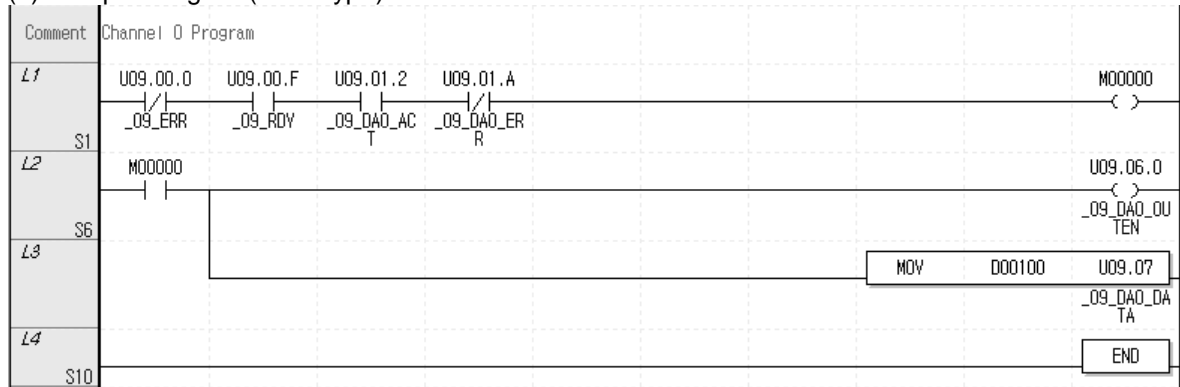 Comment Channel 0 Program
L1
U09.00.0 U09.00.F U09.01.2 U09.01.A M00000
_09_ERR _09_RDY _09_DA0_AC _09_DA0_ER
T R
S1
L2
M00000 U09.06.0
_09_DA0_OU
TEN
S6
L3
MOV D00100 U09.07
_09_DA0_DA
TA
L4
END
S10